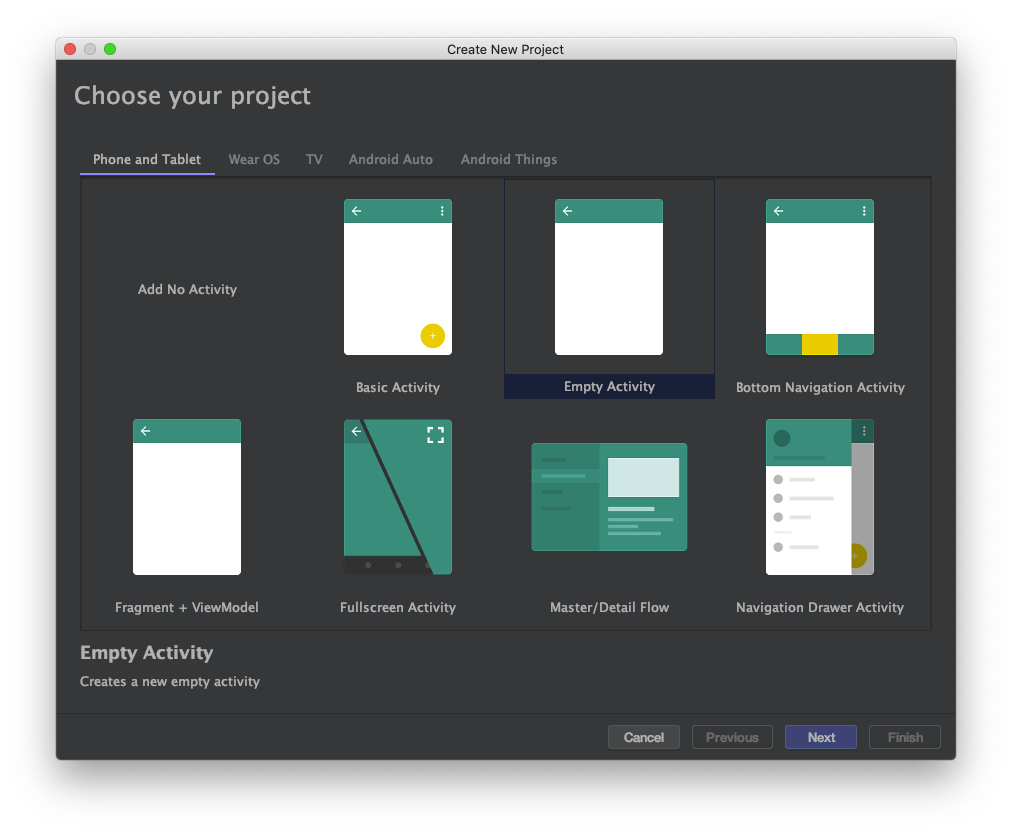 Create New Project
Choose your project
Phone and Tablet Wear OS TV Android Auto Android Things
Add No Activity
Basic Activity
Empty Activity
Bottom Navigation Activity
Fragment + ViewModel
Fullscreen Activity
Master/Detail Flow
Navigation Drawer Activity
Empty Activity
Creates a new empty activity
Cancel Previous Next Finish